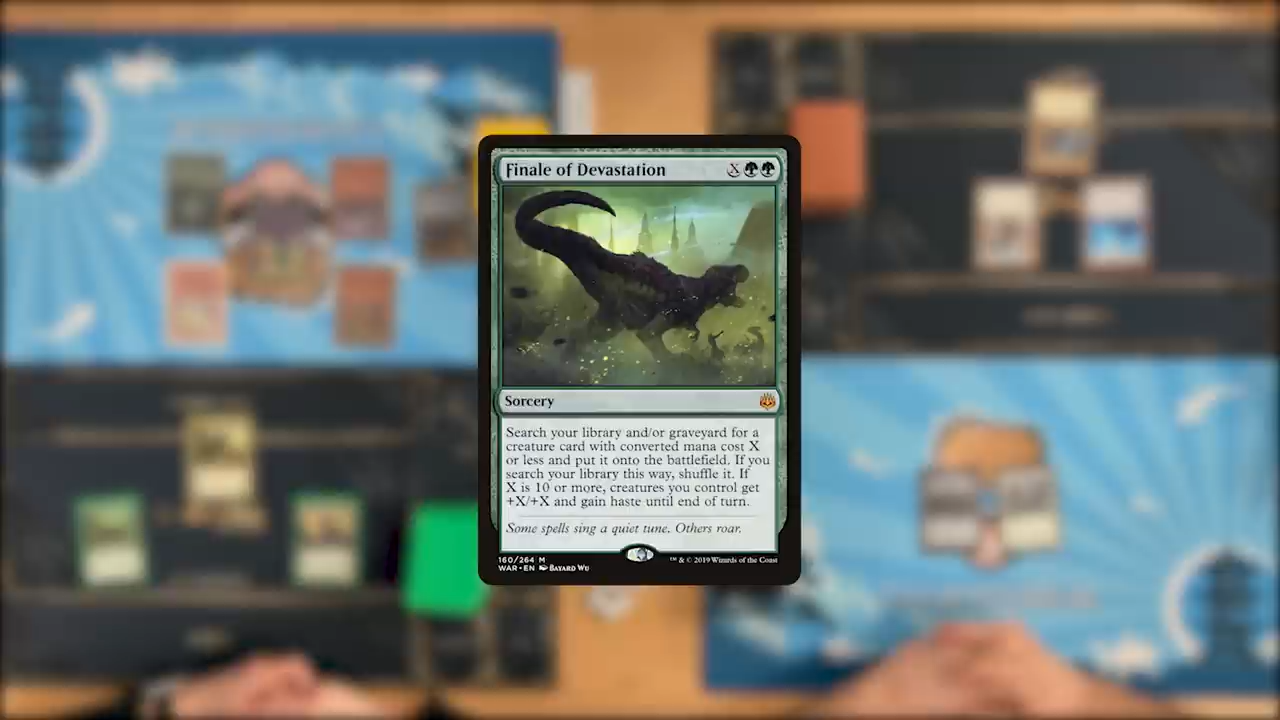 Finale of Devastation X
Sorcery
Search your library and/or graveyard for a
creature card with converted mana cost X
or less and put it onto the battlefield. If you
search your library this way, shuffle it. If
X is 10 or more, creatures you control get
+X/+X and gain haste until end of turn.
Some spells sing a quiet tune. Others roar.
160/264 M
WAR • EN Bayard Wu
™ & © 2019 Wizards of the Coast